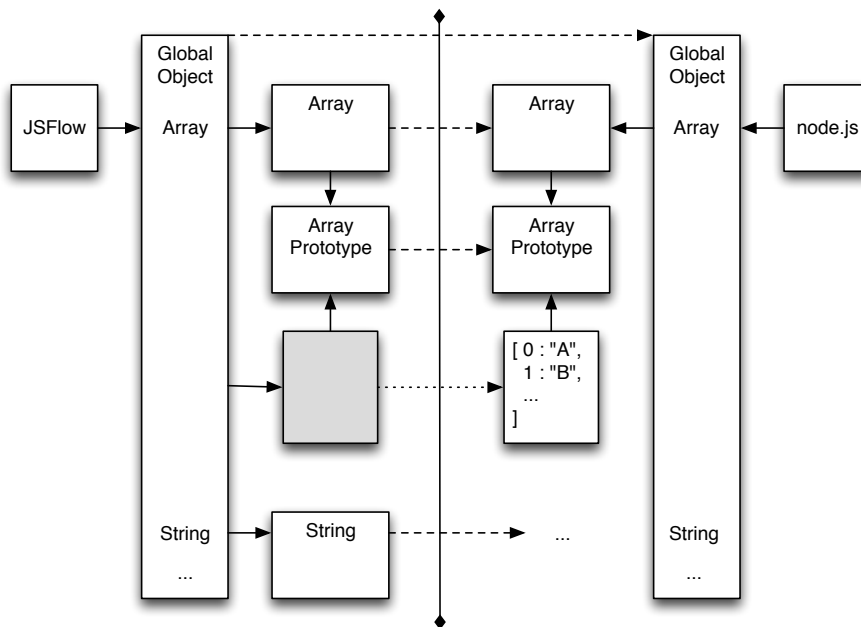 Global
Object
JSFlow
Array
Array
Array
Prototype
String
...
String
Array
Array
Prototype
[ 0 : "A",
1 : "B",
...
]
...
Global
Object
Array
String
...
node.js